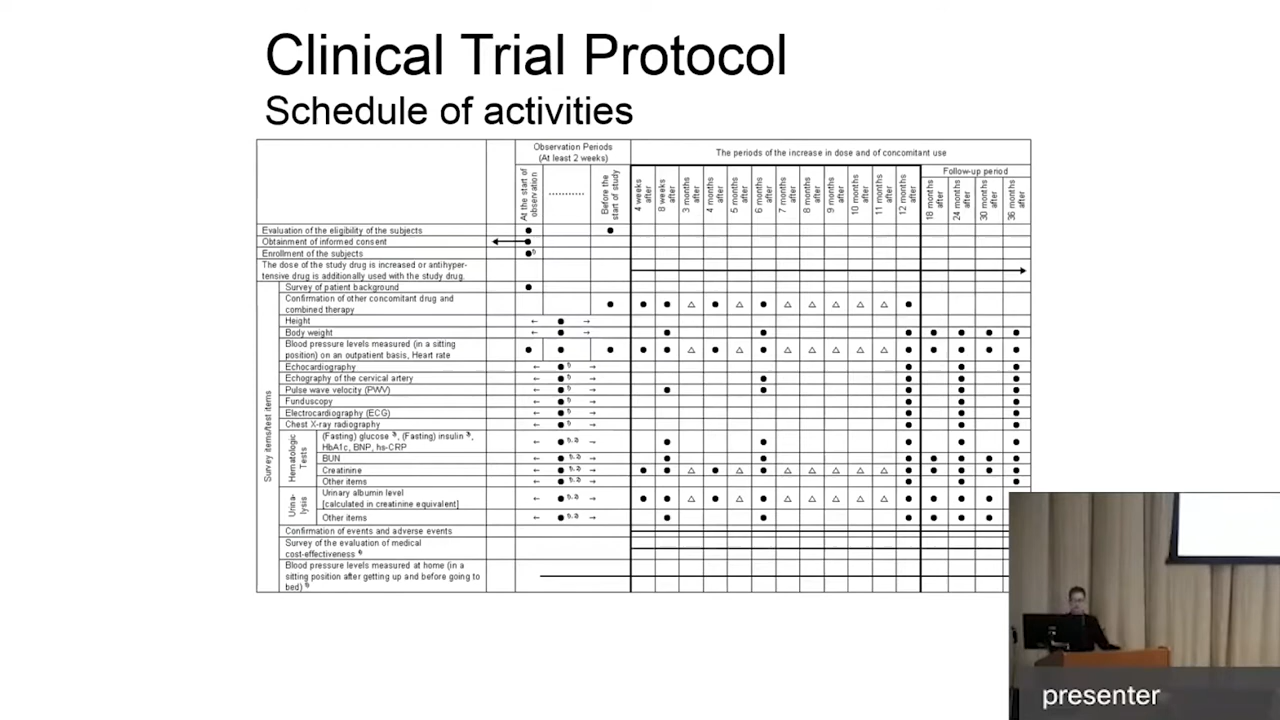 Clinical Trial Protocol
Schedule of activities
Observation Periods
(At least 2 weeks)
The periods of the increase in dose and of concomitant use
Follow-up period
At the start of
observation
............
Before the
start of study
4 weeks
after
8 weeks
after
3 months
after
4 months
after
5 months
after
6 months
after
7 months
after
8 months
after
9 months
after
10 months
after
11 months
after
12 months
after
18 months
after
24 months
after
30 months
after
36 months
after
Evaluation of the eligibility of the subjects
Obtainment of informed consent
Enrollment of the subjects
The dose of the study drug is increased or antihyper-
tensive drug is additionally used with the study drug.
Survey items/test items
Survey of patient background
Confirmation of other concomitant drug and
combined therapy
Height
Body weight
Blood pressure levels measured (in a sitting
position) on an outpatient basis, Heart rate
Echocardiography
Echography of the cervical artery
Pulse wave velocity (PWV)
Funduscopy
Electrocardiography (ECG)
Chest X-ray radiography
Hematologic
Tests
(Fasting) glucose, (Fasting) insulin,
HbA1c, BNP, hs-CRP
BUN
Creatinine
Other items
Urina-
lysis
Urinary albumin level
[calculated in creatinine equivalent]
Other items
Confirmation of events and adverse events
Survey of the evaluation of medical
cost-effectiveness
Blood pressure levels measured at home (in a
sitting position after getting up and before going to
bed)
presenter